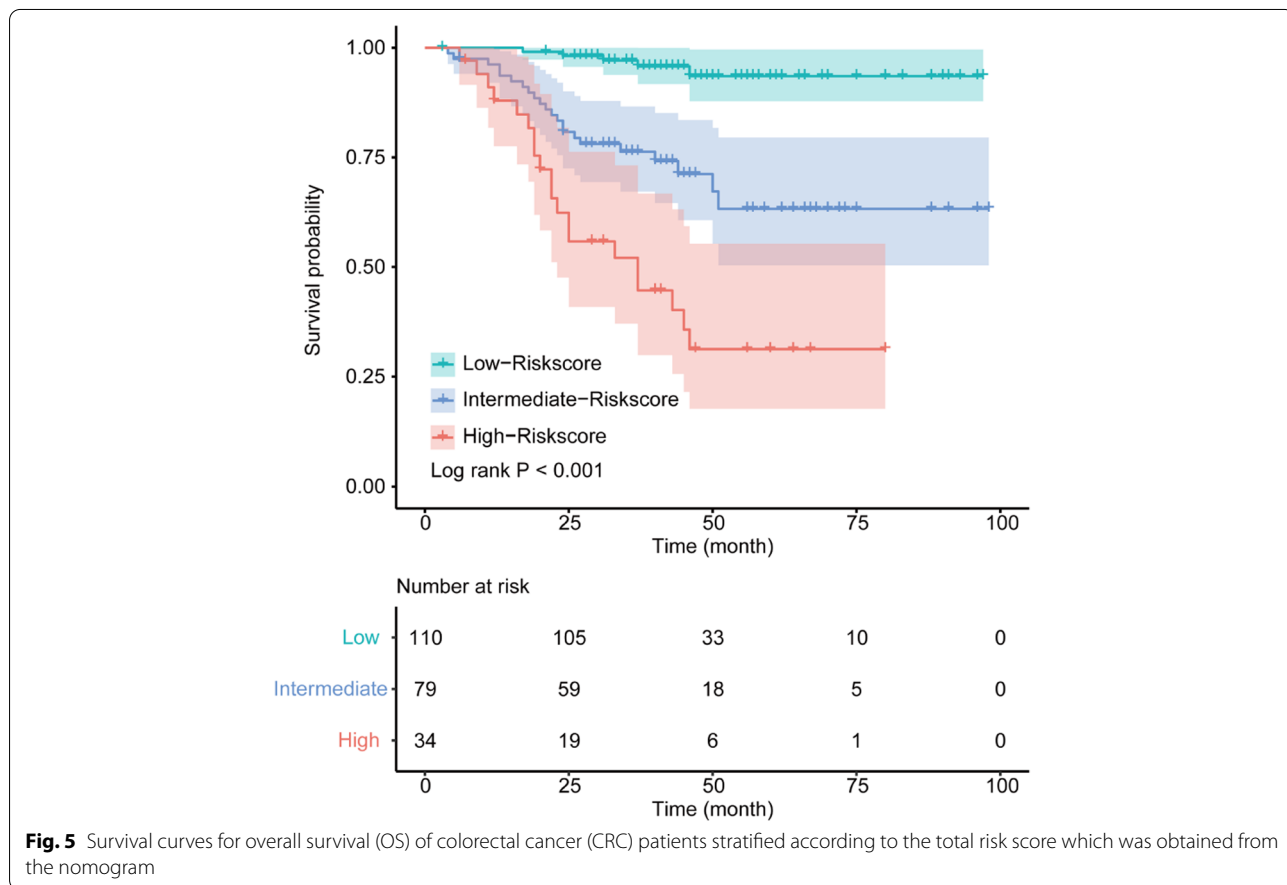 1.00
0.75
0.50
0.25
0.00
Survival probability
Low-Riskscore
Intermediate-Riskscore
High-Riskscore
Log rank P < 0.001
0 25 50 75 100
Time (month)
Number at risk
Low 110 105 33 10 0
Intermediate 79 59 18 5 0
High 34 19 6 1 0
0 25 50 75 100
Time (month)
Fig. 5 Survival curves for overall survival (OS) of colorectal cancer (CRC) patients stratified according to the total risk score which was obtained from
the nomogram